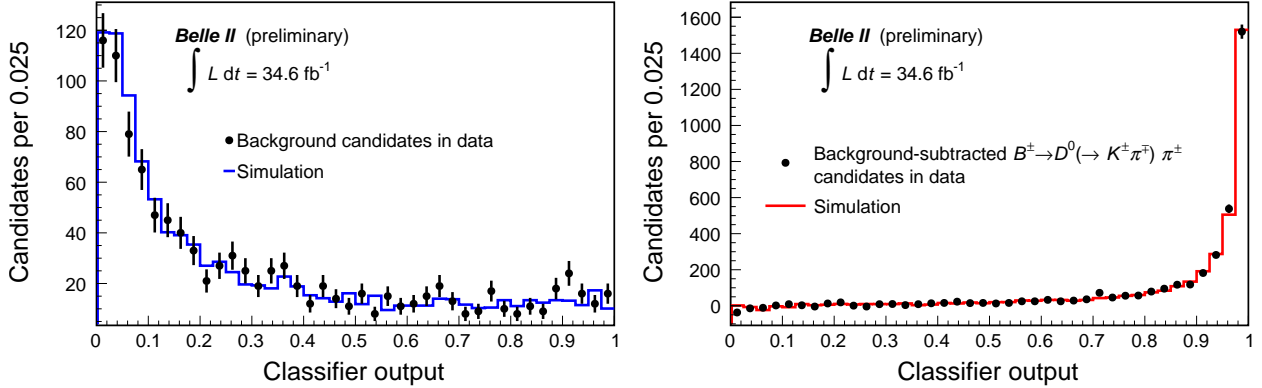 Candidates per 0.025
120
100
80
60
40
20
Belle II (preliminary)
∫ L dt = 34.6 fb⁻¹
Background candidates in data
Simulation
0 0.1 0.2 0.3 0.4 0.5 0.6 0.7 0.8 0.9 1
Classifier output
Candidates per 0.025
1600
1400
1200
1000
800
600
400
200
0
Belle II (preliminary)
∫ L dt = 34.6 fb⁻¹
Background-subtracted B±→D⁰(→ K±π∓) π±
candidates in data
Simulation
0 0.1 0.2 0.3 0.4 0.5 0.6 0.7 0.8 0.9 1
Classifier output